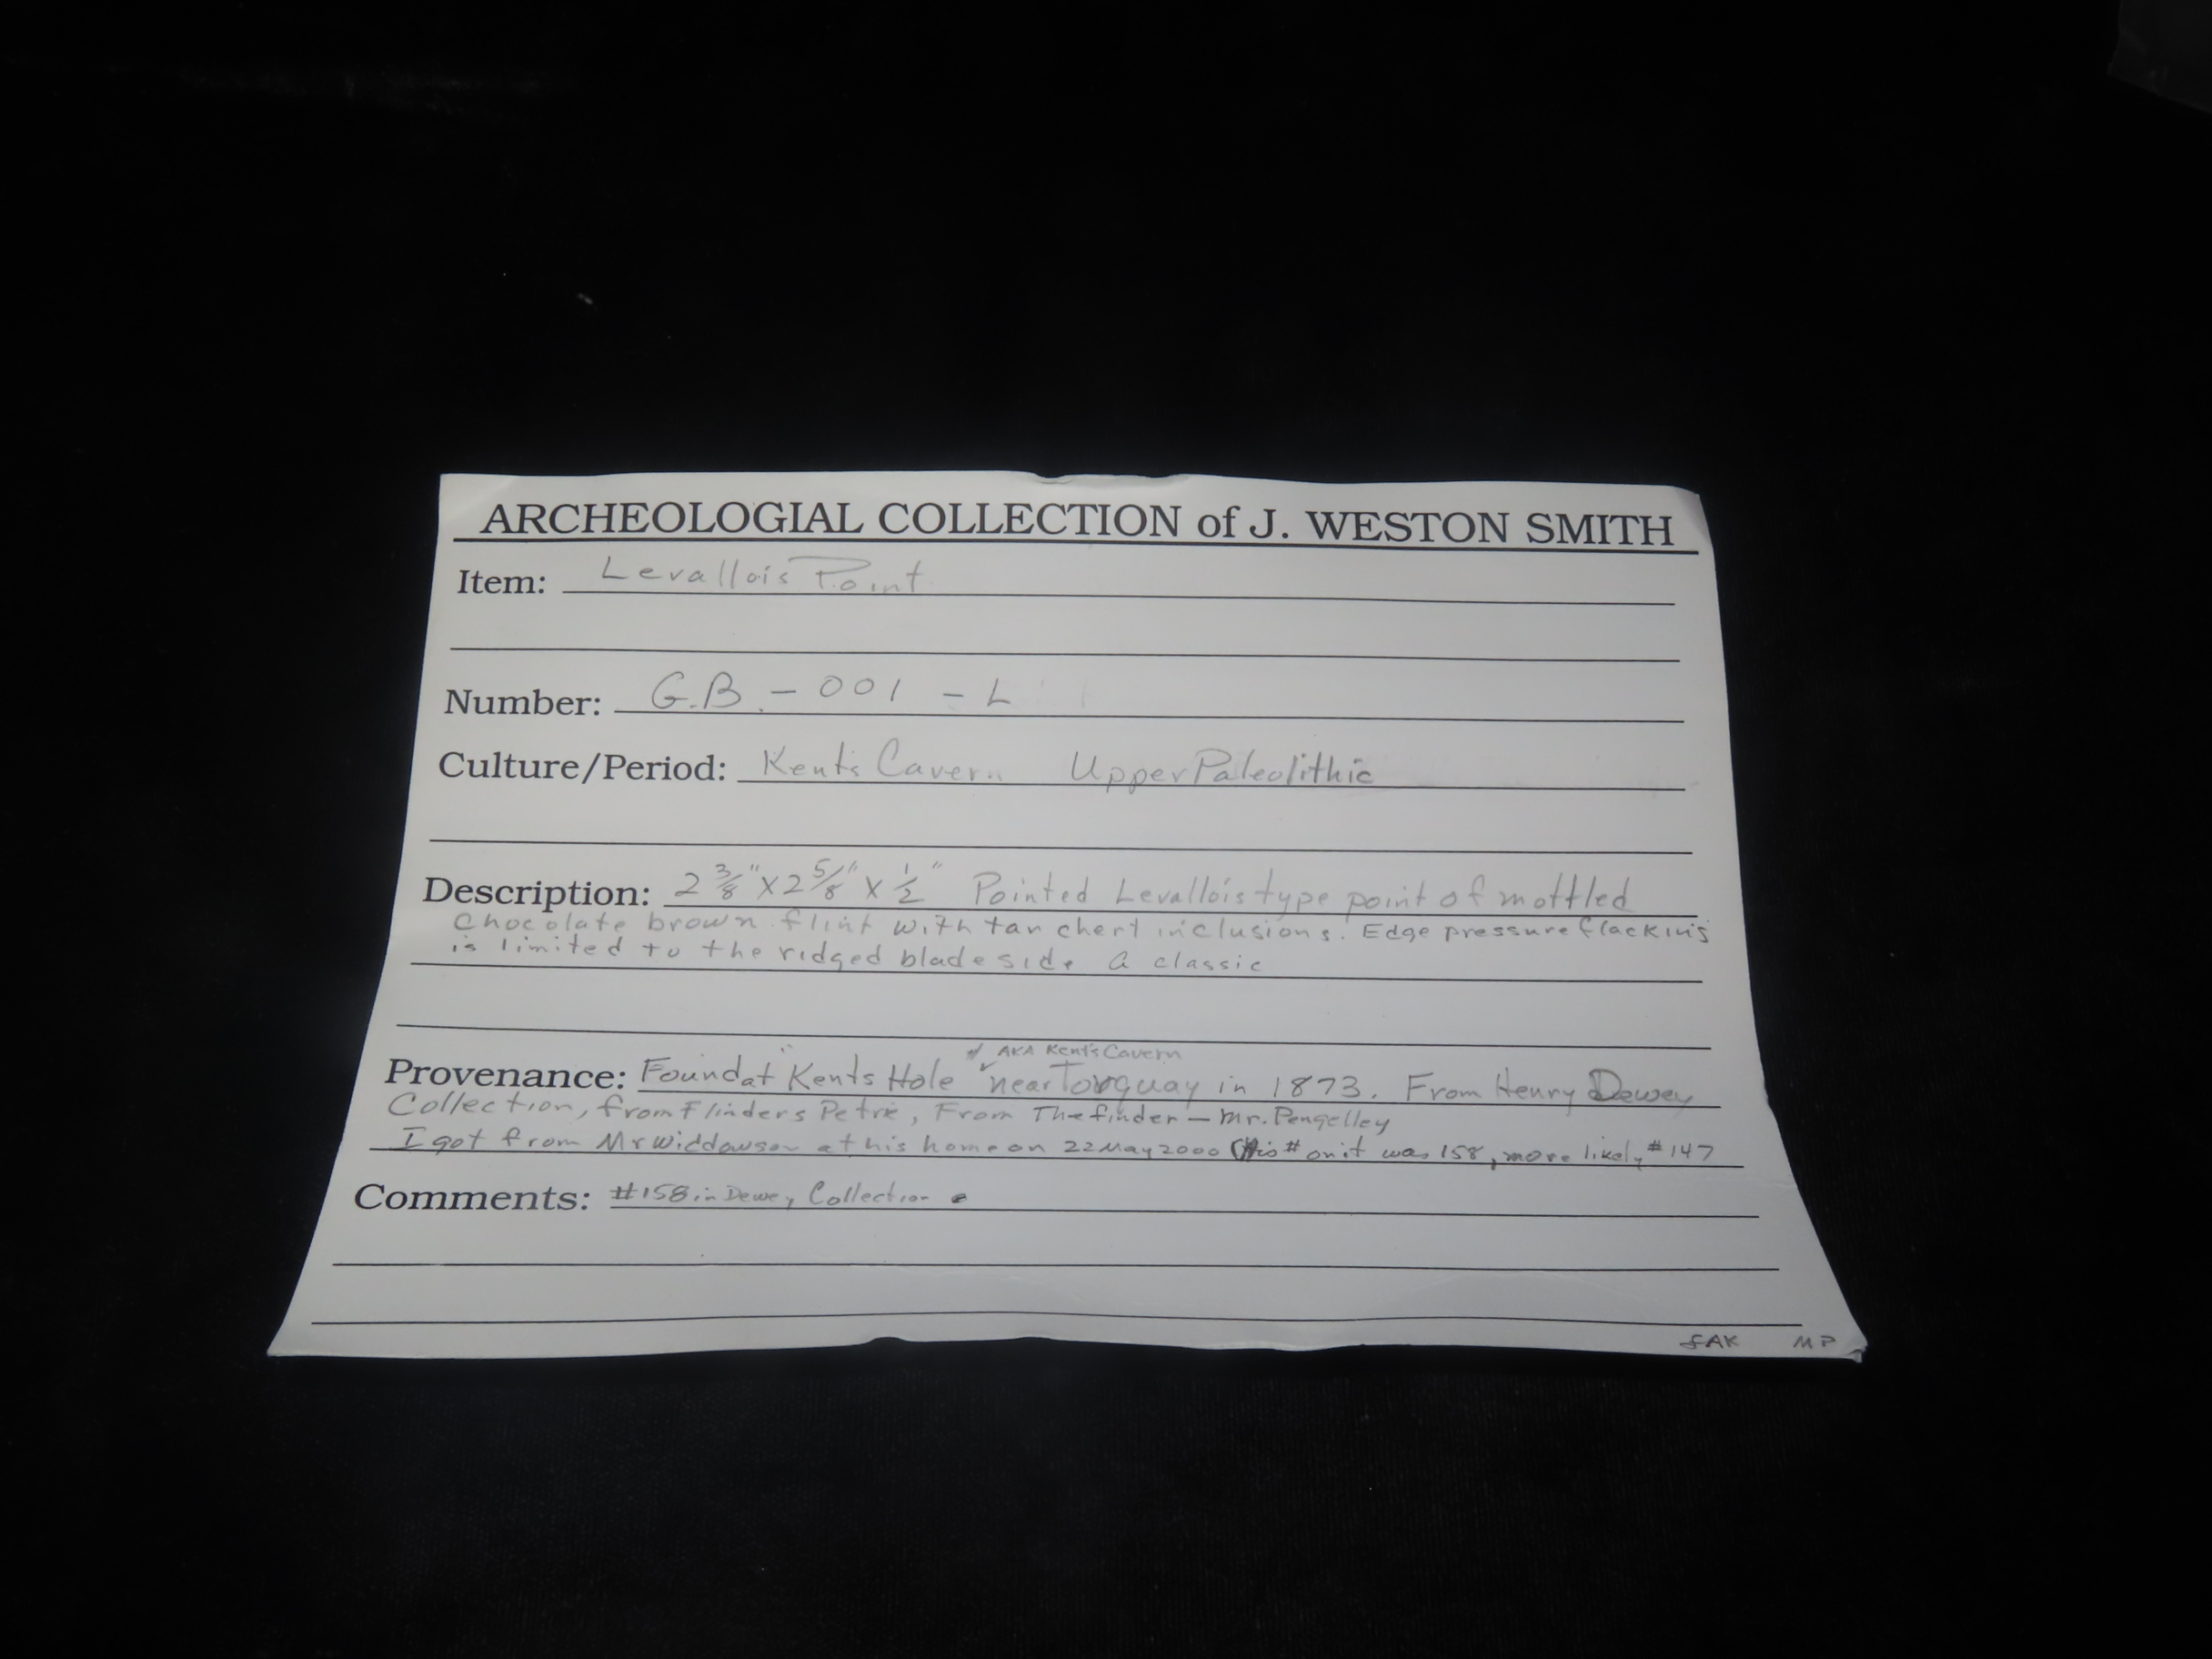 ARCHEOLOGIAL COLLECTION of J. WESTON SMITH
Item: Levallois Point
Number: G.B. - 001 - L
Culture/Period: Kents Cavern Upper Paleolithic
Description: 2 3/8" X 2 5/8" X 1/2" Pointed Levallois type point of mottled
chocolate brown flint with tan chert inclusions. Edge pressure flacking
is limited to the ridged blade side A classic
AKA Kent's Cavern
Provenance: Found at "Kents Hole" near Torquay in 1873. From Henry Dewey
Collection, from Flinders Petrie, From The finder — Mr. Pengelley
I got from Mr Widdowson at his home on 22 May 2000 (His # on it was 158, more likely #147
Comments: #158 in Dewey Collection
MP